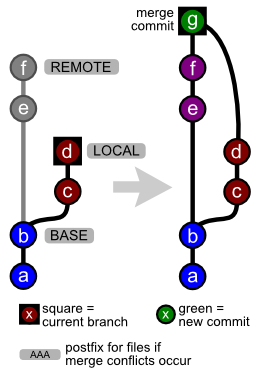 merge
commit
g
f
REMOTE
f
e
e
d
LOCAL
d
c
c
b
BASE
b
a
a
x
square =
current branch
x
green =
new commit
AAA
postfix for files if
merge conflicts occur